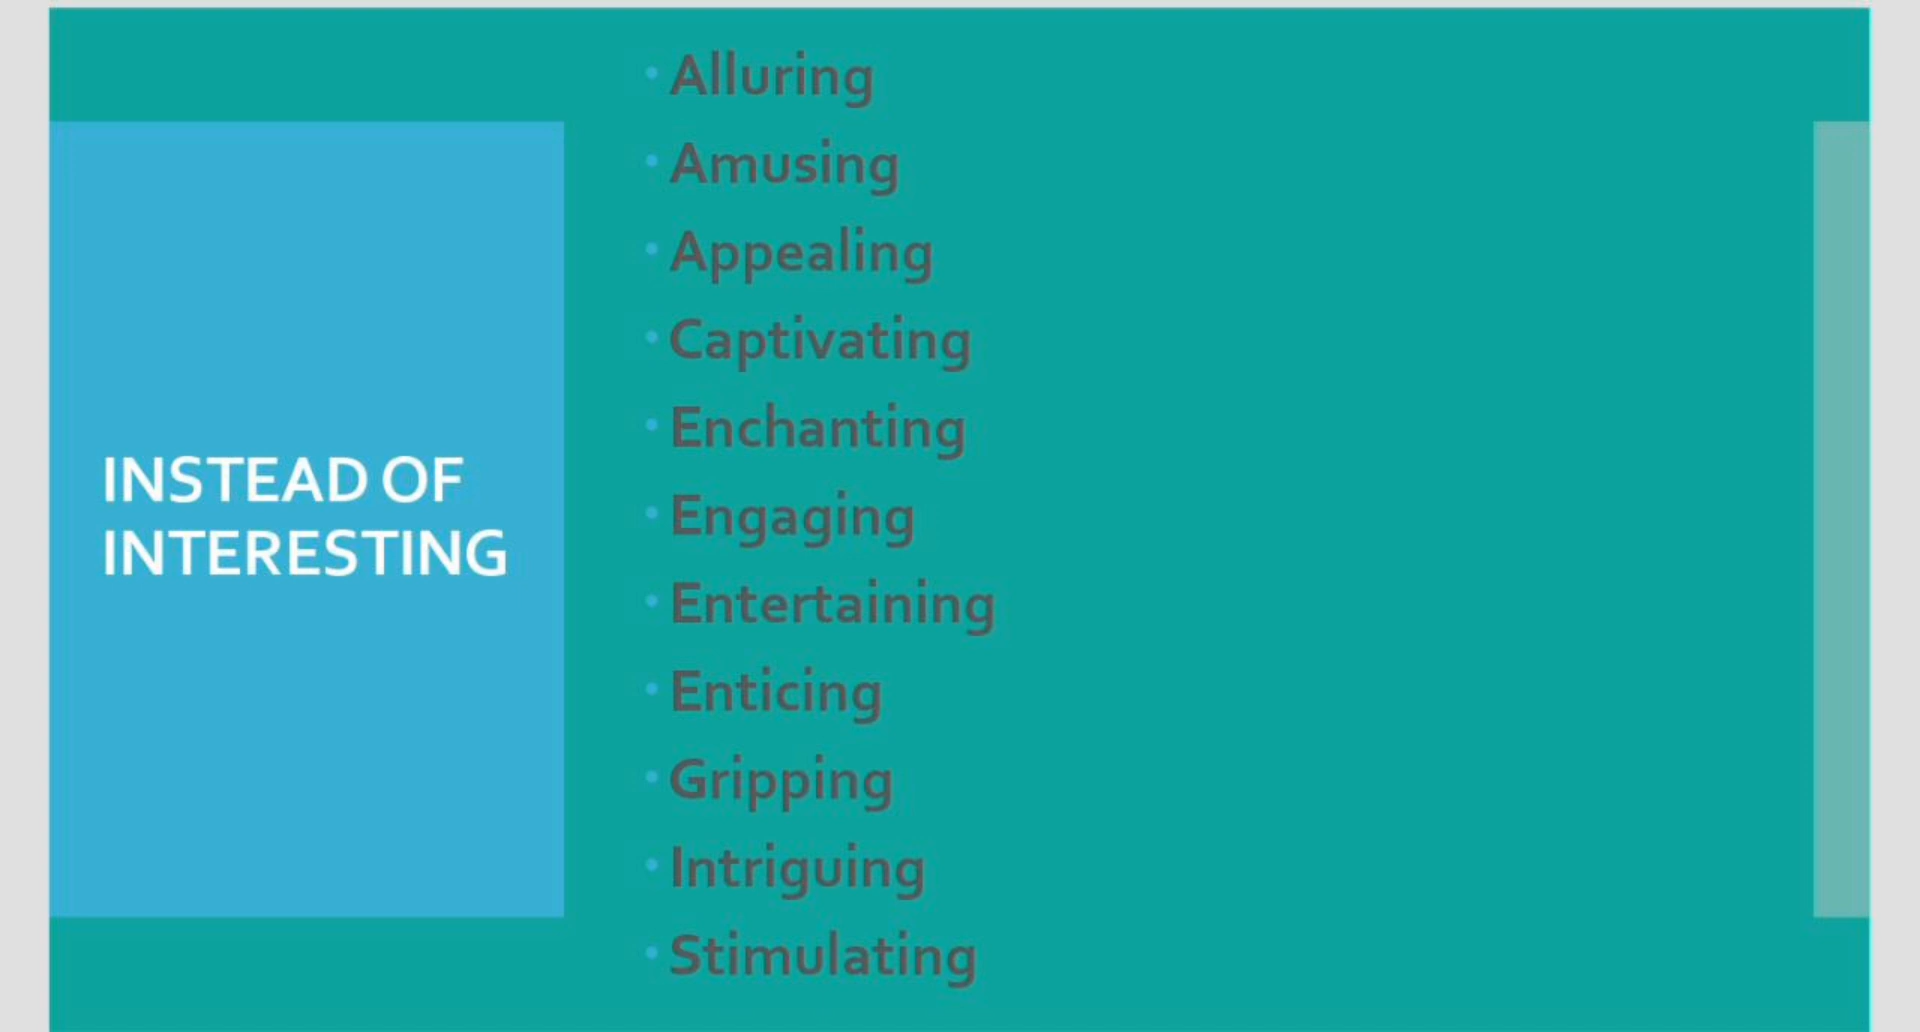 INSTEAD OF
INTERESTING
• Alluring
• Amusing
• Appealing
• Captivating
• Enchanting
• Engaging
• Entertaining
• Enticing
• Gripping
• Intriguing
• Stimulating